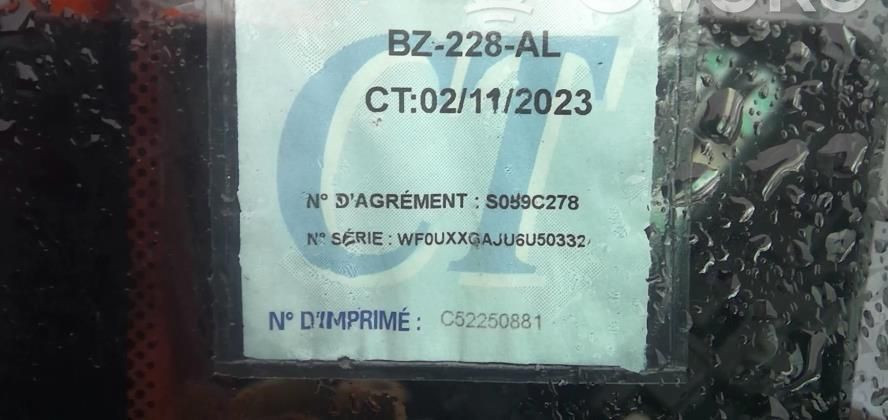 BZ-228-AL
CT:02/11/2023
N° D'AGRÉMENT : S089C278
N° SÉRIE : WF0UXXGAJU6U50332
N° D'IMPRIMÉ : C52250881